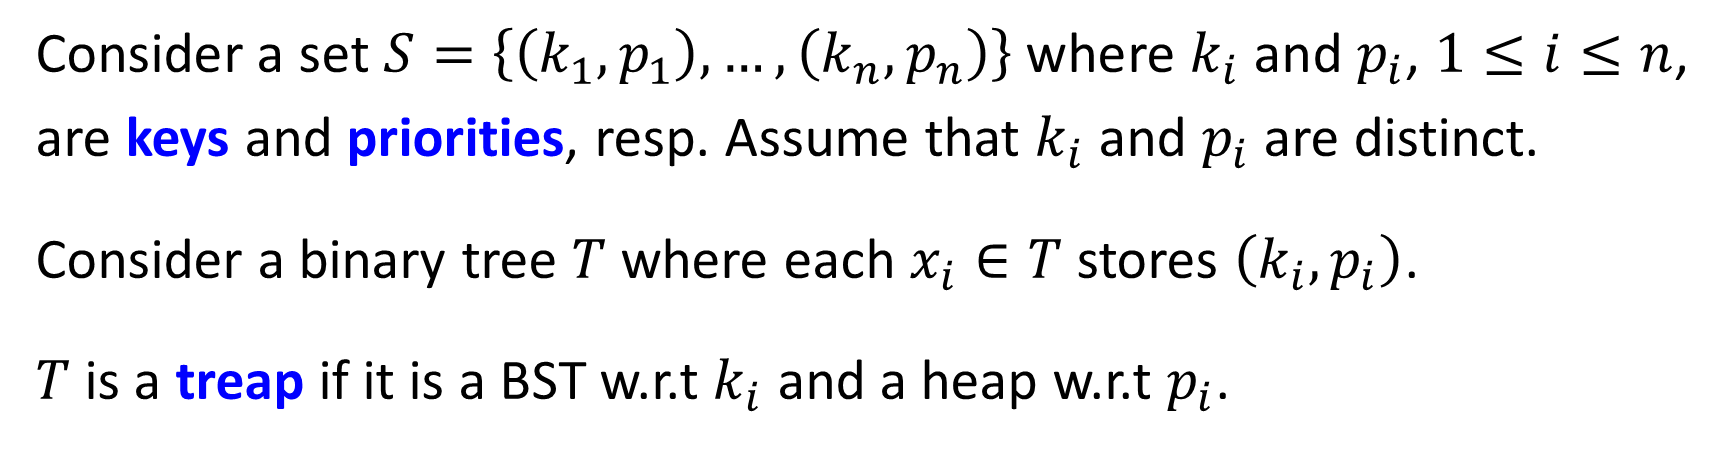 Consider a set S = {(k₁, p₁), … , (kₙ, pₙ)} where kᵢ and pᵢ, 1 ≤ i ≤ n,
are keys and priorities, resp. Assume that kᵢ and pᵢ are distinct.
Consider a binary tree T where each xᵢ ∈ T stores (kᵢ, pᵢ).
T is a treap if it is a BST w.r.t kᵢ and a heap w.r.t pᵢ.